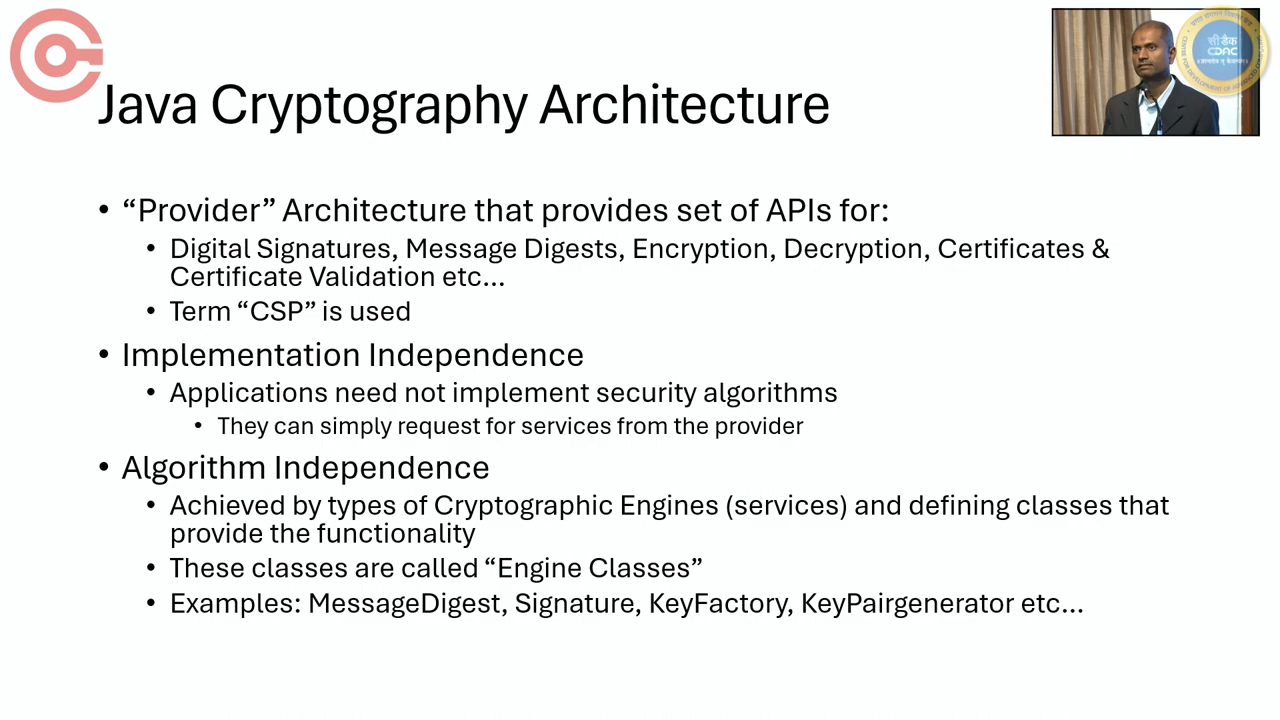 Java Cryptography Architecture
सी डैक
CDAC
• “Provider” Architecture that provides set of APIs for:
• Digital Signatures, Message Digests, Encryption, Decryption, Certificates &
Certificate Validation etc...
• Term “CSP” is used
• Implementation Independence
• Applications need not implement security algorithms
• They can simply request for services from the provider
• Algorithm Independence
• Achieved by types of Cryptographic Engines (services) and defining classes that
provide the functionality
• These classes are called “Engine Classes”
• Examples: MessageDigest, Signature, KeyFactory, KeyPairgenerator etc...